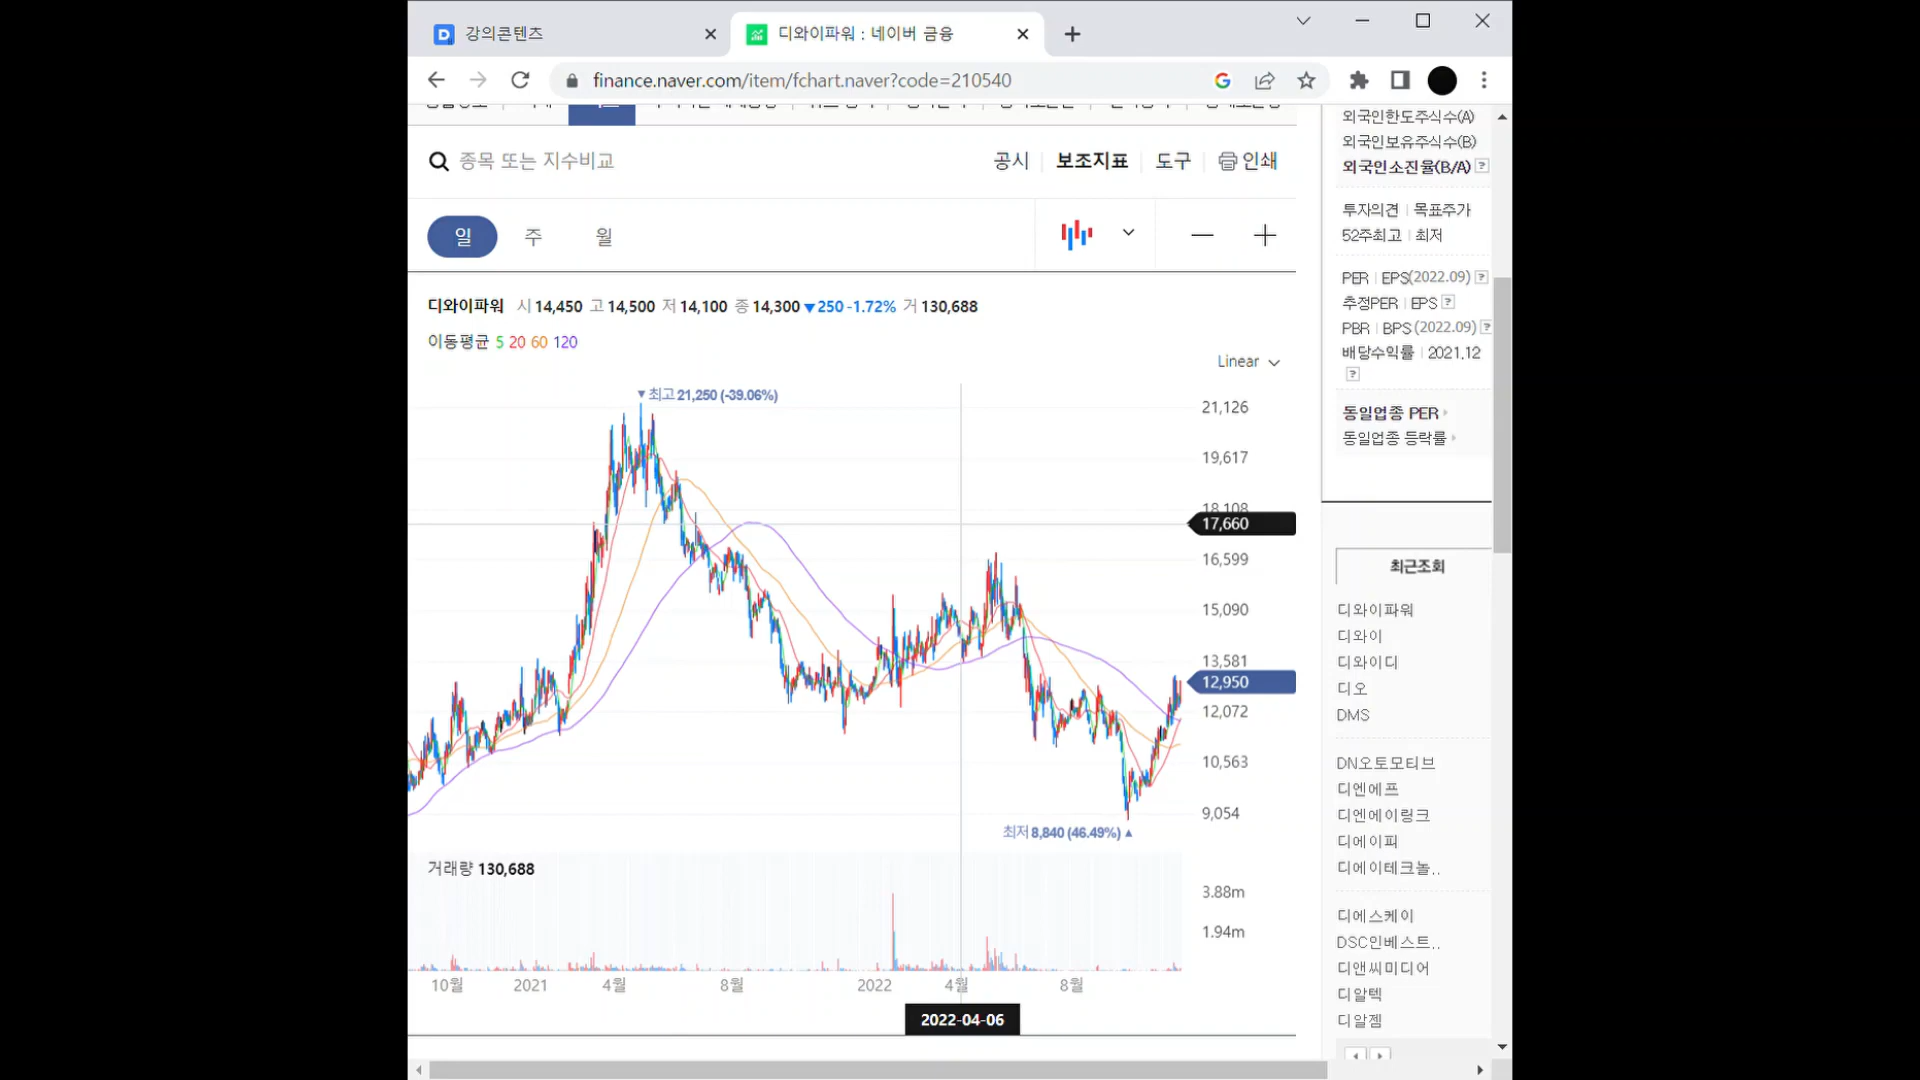 강의콘텐츠
디와이파워 : 네이버 금융
finance.naver.com/item/fchart.naver?code=210540
종목 또는 지수비교
공시 보조지표 도구 인쇄
일 주 월
디와이파워 시 14,450 고 14,500 저 14,100 종 14,300 ▼250 -1.72% 거 130,688
이동평균 5 20 60 120
Linear
▼최고 21,250 (-39.06%)
21,126
19,617
18,108
17,660
16,599
15,090
13,581
12,950
12,072
10,563
9,054
최저 8,840 (46.49%)▲
거래량 130,688
3.88m
1.94m
10월 2021 4월 8월 2022 4월 8월
2022-04-06
외국인한도주식수(A)
외국인보유주식수(B)
외국인소진율(B/A) ?
투자의견 | 목표주가
52주최고 | 최저
PER | EPS(2022.09) ?
추정PER | EPS ?
PBR | BPS (2022.09) ?
배당수익률 | 2021.12
?
동일업종 PER
동일업종 등락률
최근조회
디와이파워
디와이
디와이디
디오
DMS
DN오토모티브
디엔에프
디엔에이링크
디에이피
디에이테크놀..
디에스케이
DSC인베스트..
디앤씨미디어
디알텍
디알젬